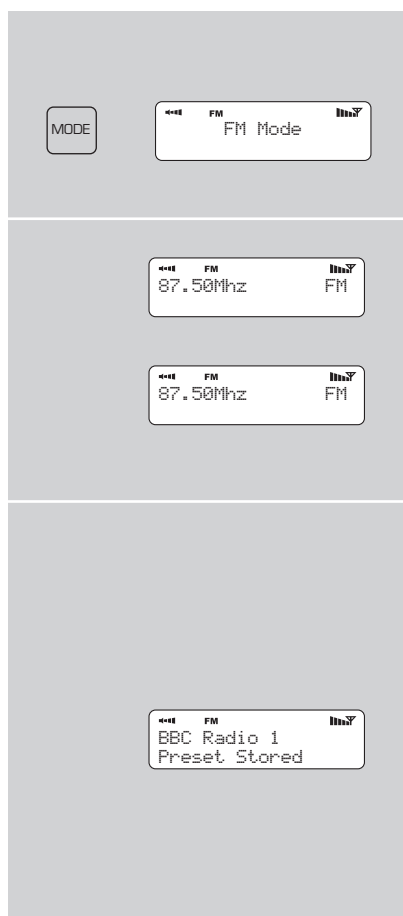 MODE
FM
FM Mode
FM
87.50Mhz FM
FM
87.50Mhz FM
FM
BBC Radio 1
Preset Stored